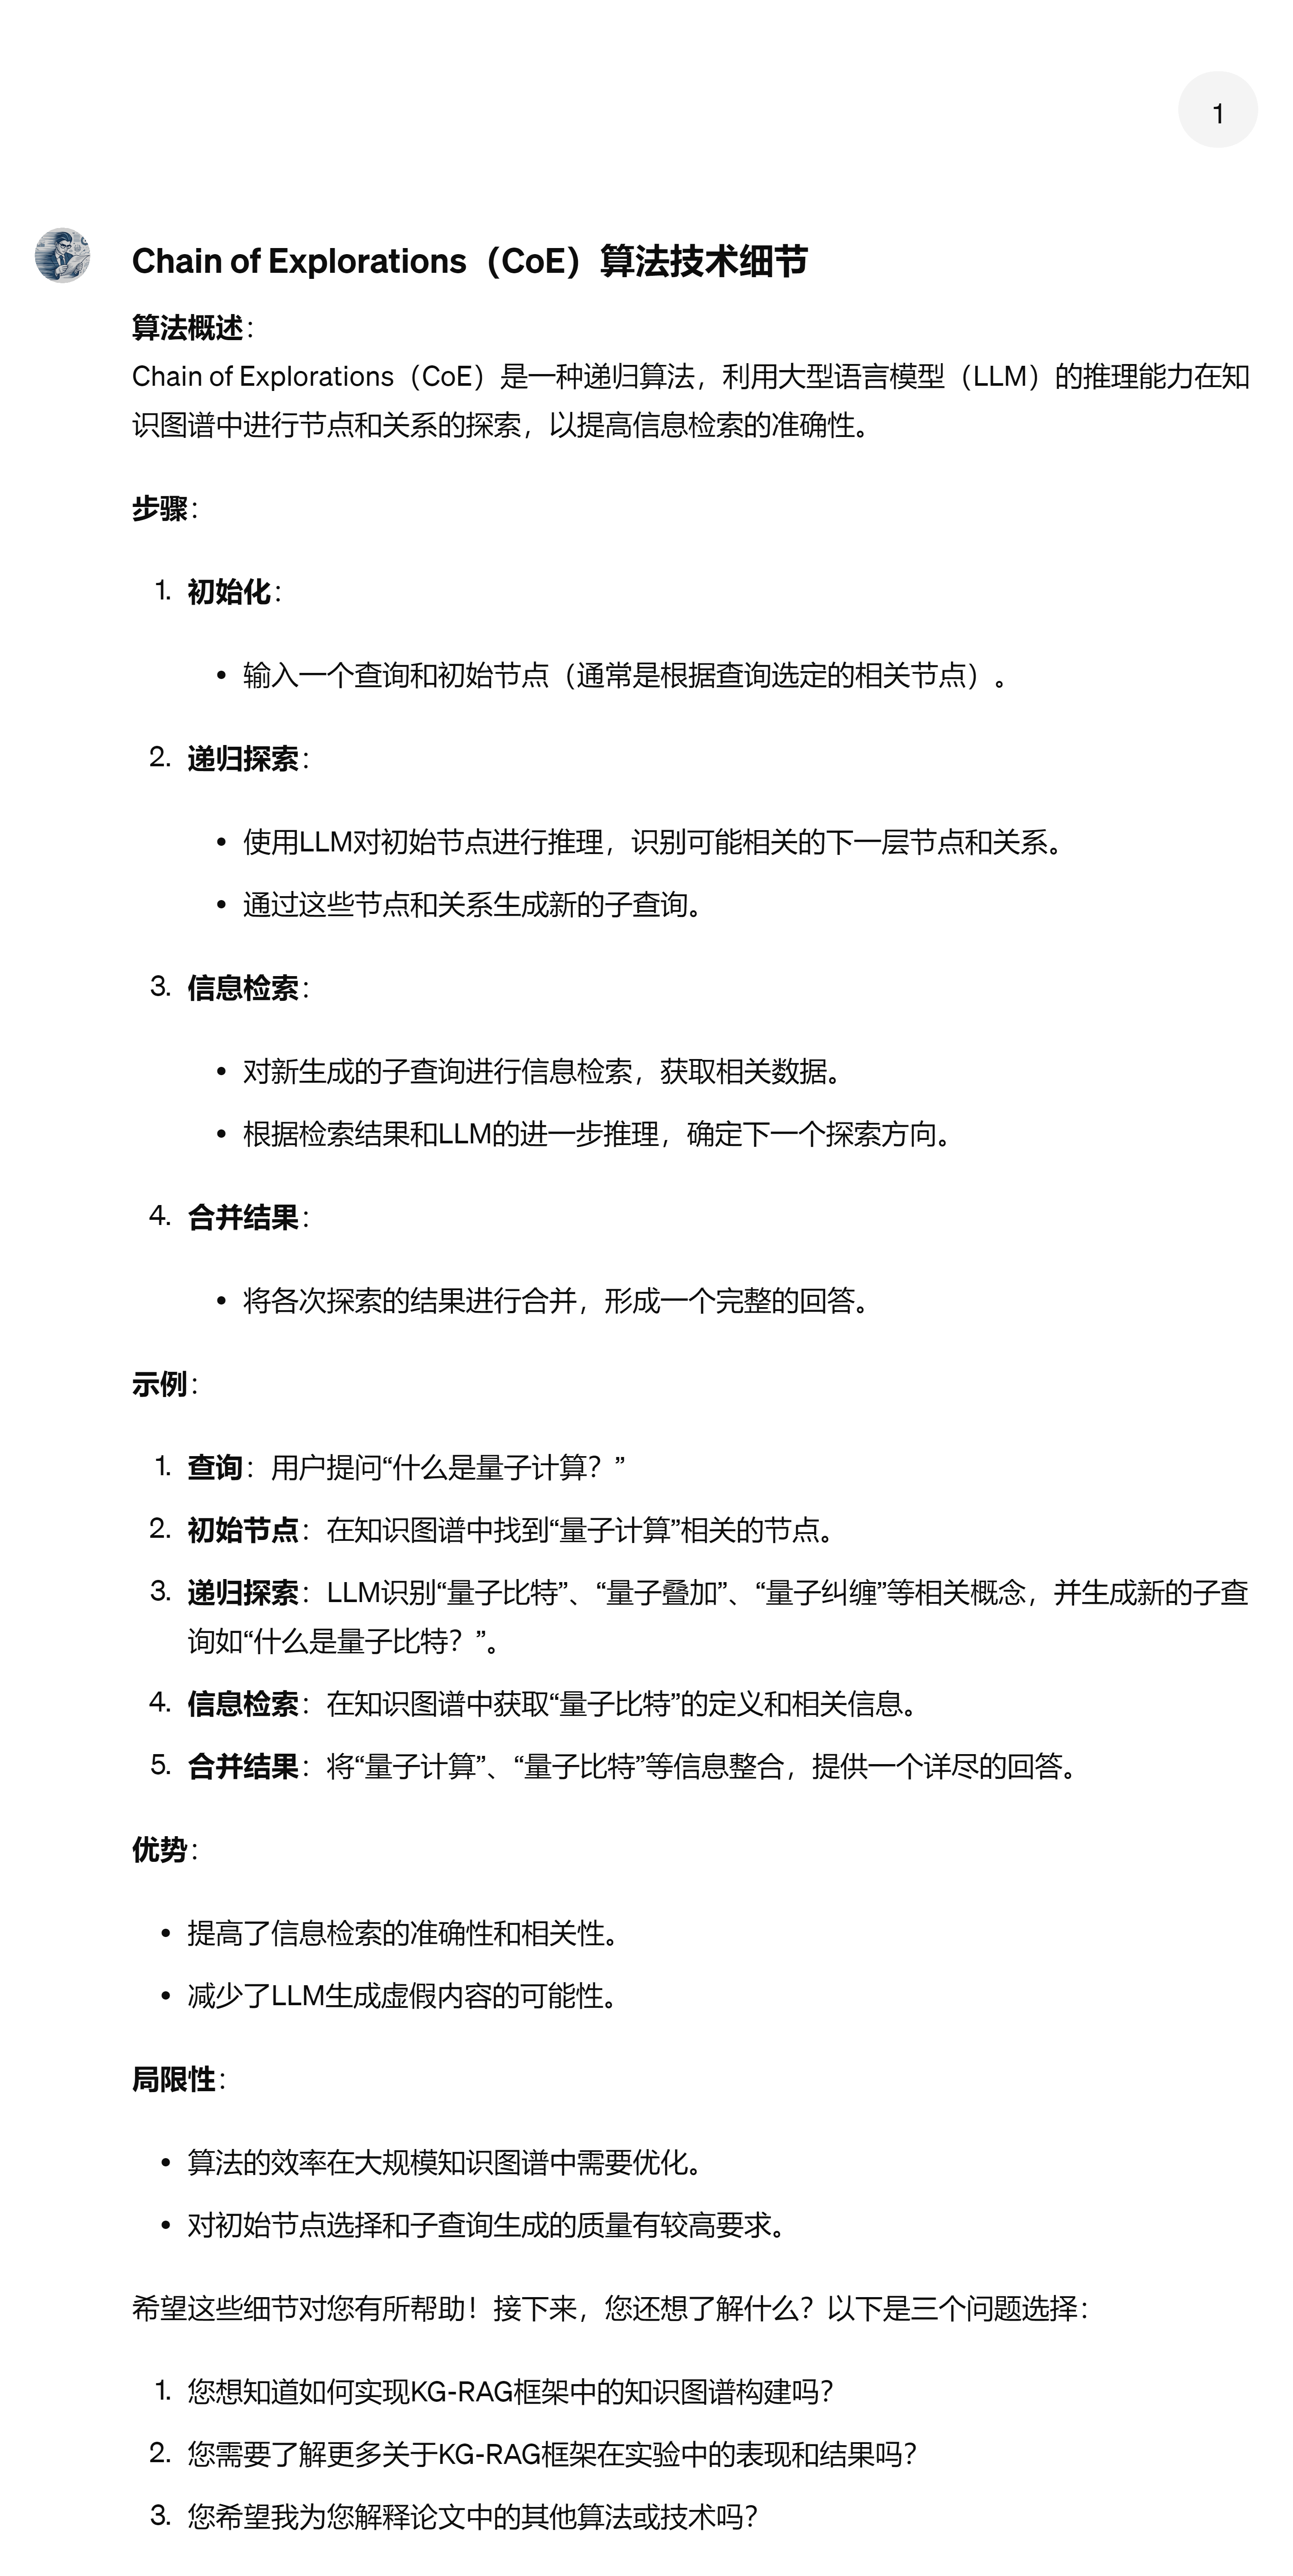 1
Chain of Explorations（CoE）算法技术细节
算法概述：
Chain of Explorations（CoE）是一种递归算法，利用大型语言模型（LLM）的推理能力在知
识图谱中进行节点和关系的探索，以提高信息检索的准确性。
步骤：
1. 初始化：
• 输入一个查询和初始节点（通常是根据查询选定的相关节点）。
2. 递归探索：
• 使用LLM对初始节点进行推理，识别可能相关的下一层节点和关系。
• 通过这些节点和关系生成新的子查询。
3. 信息检索：
• 对新生成的子查询进行信息检索，获取相关数据。
• 根据检索结果和LLM的进一步推理，确定下一个探索方向。
4. 合并结果：
• 将各次探索的结果进行合并，形成一个完整的回答。
示例：
1. 查询：用户提问“什么是量子计算？”
2. 初始节点：在知识图谱中找到“量子计算”相关的节点。
3. 递归探索：LLM识别“量子比特”、“量子叠加”、“量子纠缠”等相关概念，并生成新的子查
询如“什么是量子比特？”。
4. 信息检索：在知识图谱中获取“量子比特”的定义和相关信息。
5. 合并结果：将“量子计算”、“量子比特”等信息整合，提供一个详尽的回答。
优势：
• 提高了信息检索的准确性和相关性。
• 减少了LLM生成虚假内容的可能性。
局限性：
• 算法的效率在大规模知识图谱中需要优化。
• 对初始节点选择和子查询生成的质量有较高要求。
希望这些细节对您有所帮助！接下来，您还想了解什么？以下是三个问题选择：
1. 您想知道如何实现KG-RAG框架中的知识图谱构建吗？
2. 您需要了解更多关于KG-RAG框架在实验中的表现和结果吗？
3. 您希望我为您解释论文中的其他算法或技术吗？